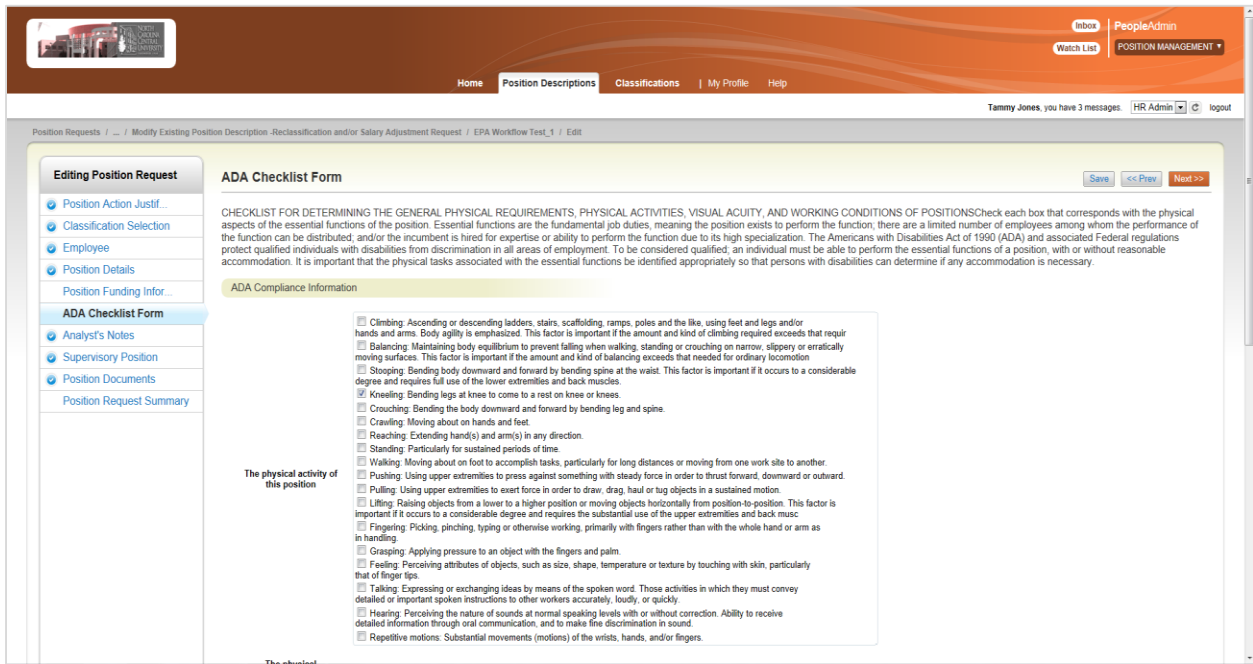 NORTH
CAROLINA
CENTRAL
UNIVERSITY
Inbox PeopleAdmin
Watch List POSITION MANAGEMENT
Home Position Descriptions Classifications | My Profile Help
Tammy Jones, you have 3 messages. HR Admin logout
Position Requests / ... / Modify Existing Position Description -Reclassification and/or Salary Adjustment Request / EPA Workflow Test_1 / Edit
Editing Position Request
Position Action Justif...
Classification Selection
Employee
Position Details
Position Funding Infor...
ADA Checklist Form
Analyst's Notes
Supervisory Position
Position Documents
Position Request Summary
ADA Checklist Form
Save << Prev Next >>
CHECKLIST FOR DETERMINING THE GENERAL PHYSICAL REQUIREMENTS, PHYSICAL ACTIVITIES, VISUAL ACUITY, AND WORKING CONDITIONS OF POSITIONSCheck each box that corresponds with the physical
aspects of the essential functions of the position. Essential functions are the fundamental job duties, meaning the position exists to perform the function; there are a limited number of employees among whom the performance of
the function can be distributed; and/or the incumbent is hired for expertise or ability to perform the function due to its high specialization. The Americans with Disabilities Act of 1990 (ADA) and associated Federal regulations
protect qualified individuals with disabilities from discrimination in all areas of employment. To be considered qualified; an individual must be able to perform the essential functions of a position, with or without reasonable
accommodation. It is important that the physical tasks associated with the essential functions be identified appropriately so that persons with disabilities can determine if any accommodation is necessary.
ADA Compliance Information
The physical activity of
this position
Climbing: Ascending or descending ladders, stairs, scaffolding, ramps, poles and the like, using feet and legs and/or
hands and arms. Body agility is emphasized. This factor is important if the amount and kind of climbing required exceeds that requir
Balancing: Maintaining body equilibrium to prevent falling when walking, standing or crouching on narrow, slippery or erratically
moving surfaces. This factor is important if the amount and kind of balancing exceeds that needed for ordinary locomotion
Stooping: Bending body downward and forward by bending spine at the waist. This factor is important if it occurs to a considerable
degree and requires full use of the lower extremities and back muscles.
Kneeling: Bending legs at knee to come to a rest on knee or knees.
Crouching: Bending the body downward and forward by bending leg and spine.
Crawling: Moving about on hands and feet.
Reaching: Extending hand(s) and arm(s) in any direction.
Standing: Particularly for sustained periods of time.
Walking: Moving about on foot to accomplish tasks, particularly for long distances or moving from one work site to another.
Pushing: Using upper extremities to press against something with steady force in order to thrust forward, downward or outward.
Pulling: Using upper extremities to exert force in order to draw, drag, haul or tug objects in a sustained motion.
Lifting: Raising objects from a lower to a higher position or moving objects horizontally from position-to-position. This factor is
important if it occurs to a considerable degree and requires the substantial use of the upper extremities and back musc
Fingering: Picking, pinching, typing or otherwise working, primarily with fingers rather than with the whole hand or arm as
in handling.
Grasping: Applying pressure to an object with the fingers and palm.
Feeling: Perceiving attributes of objects, such as size, shape, temperature or texture by touching with skin, particularly
that of finger tips.
Talking: Expressing or exchanging ideas by means of the spoken word. Those activities in which they must convey
detailed or important spoken instructions to other workers accurately, loudly, or quickly.
Hearing: Perceiving the nature of sounds at normal speaking levels with or without correction. Ability to receive
detailed information through oral communication, and to make fine discrimination in sound.
Repetitive motions: Substantial movements (motions) of the wrists, hands, and/or fingers.
The physical